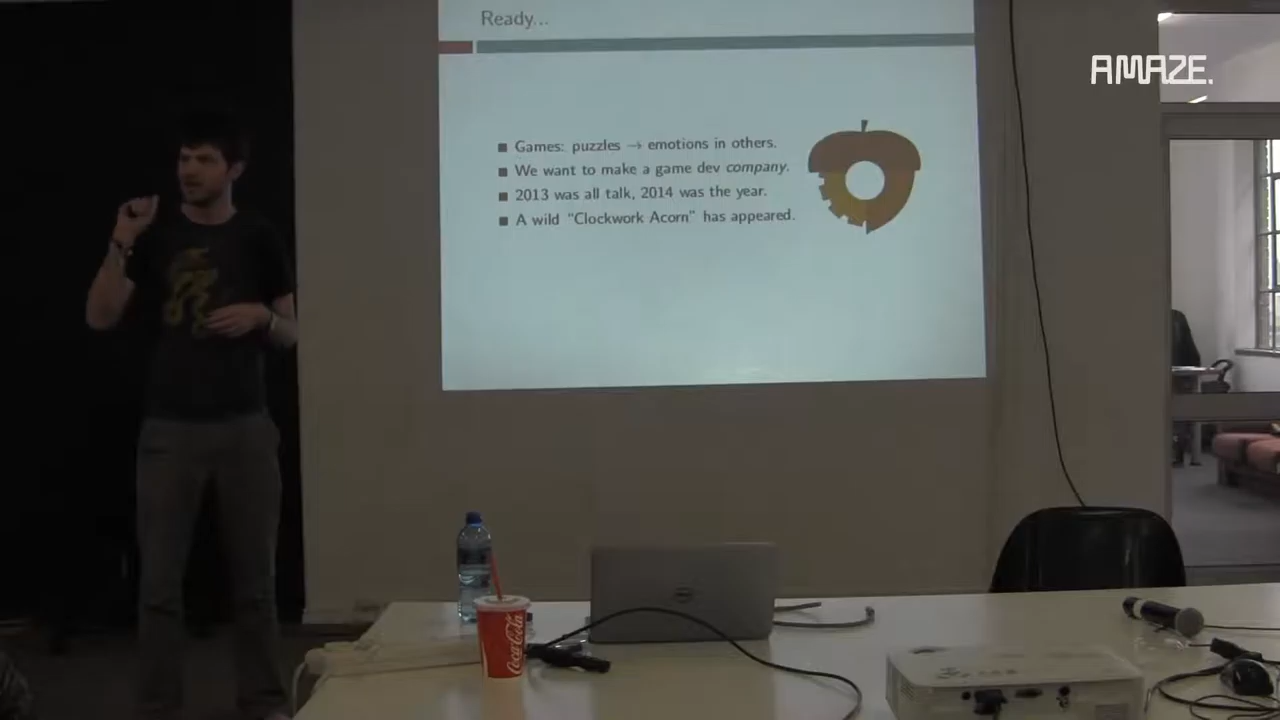 Ready...
AMAZE.
Games: puzzles → emotions in others.
We want to make a game dev company.
2013 was all talk, 2014 was the year.
A wild “Clockwork Acorn” has appeared.
Coca-Cola